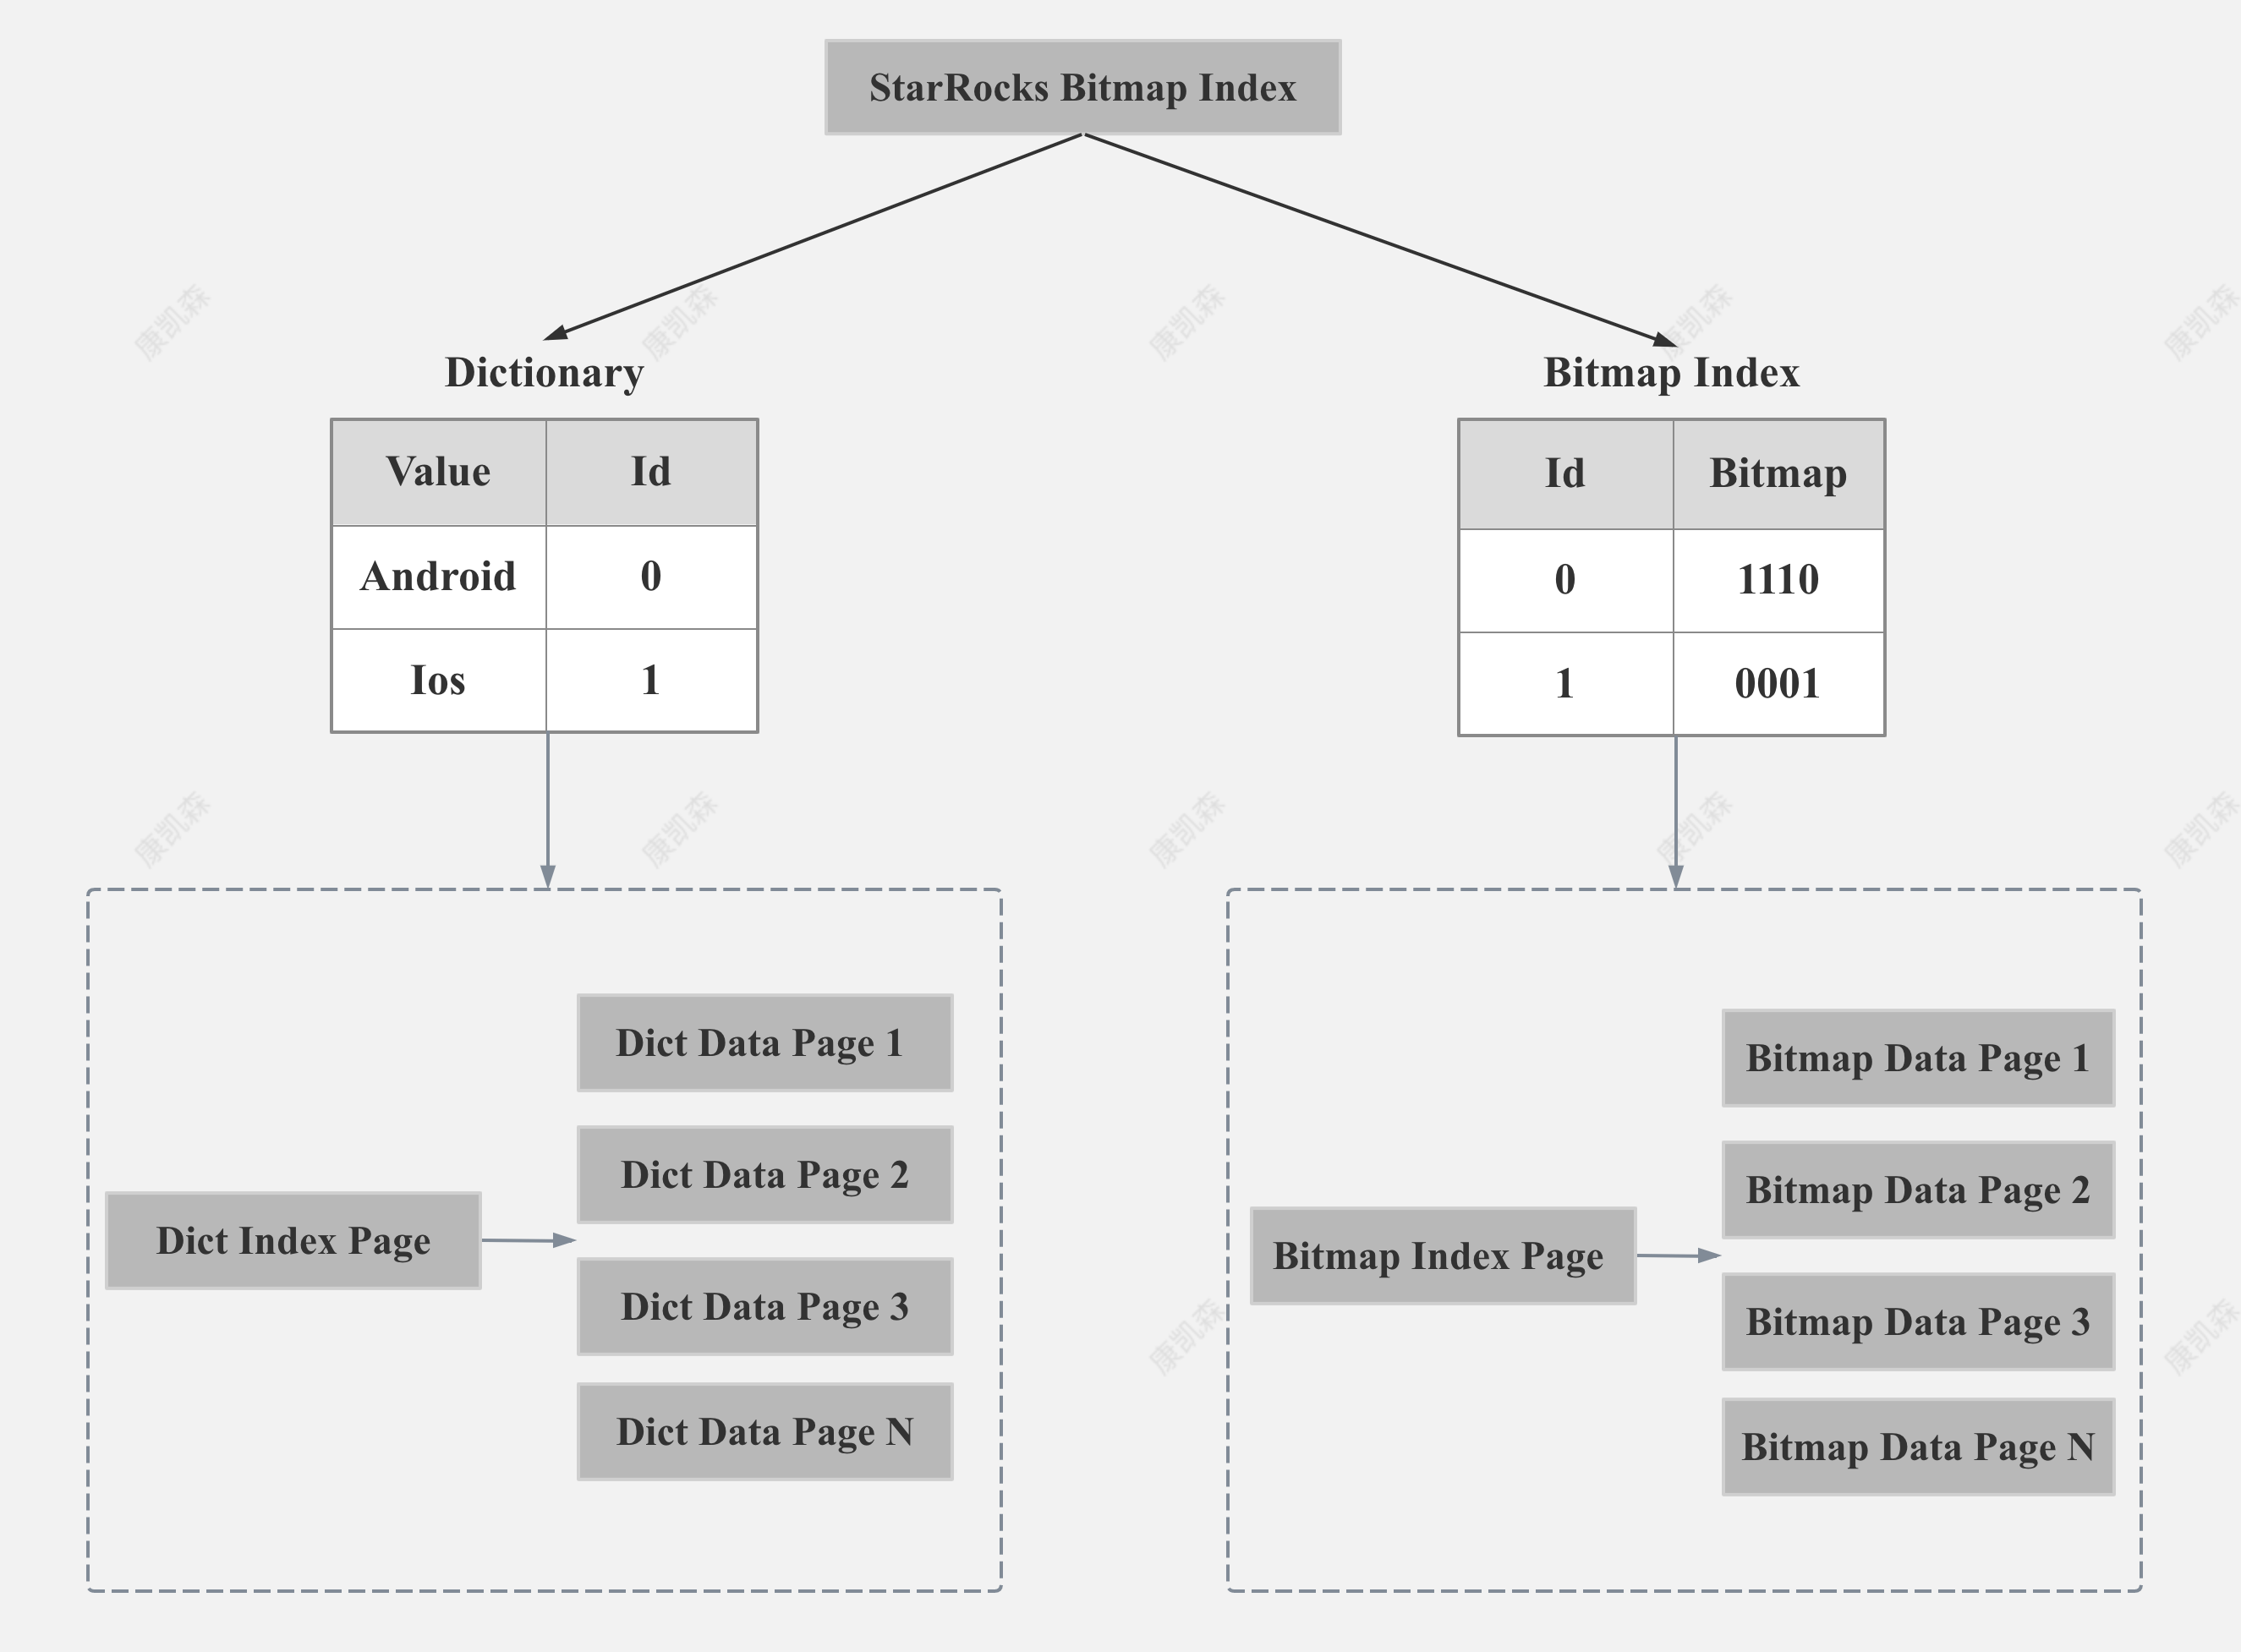 StarRocks Bitmap Index
Dictionary
Value Id
Android 0
Ios 1
Bitmap Index
Id Bitmap
0 1110
1 0001
Dict Index Page
Dict Data Page 1
Dict Data Page 2
Dict Data Page 3
Dict Data Page N
Bitmap Index Page
Bitmap Data Page 1
Bitmap Data Page 2
Bitmap Data Page 3
Bitmap Data Page N
康凯森
康凯森
康凯森
康凯森
康凯森
康凯森
康凯森
康凯森
康凯森
康凯森
康凯森
康凯森